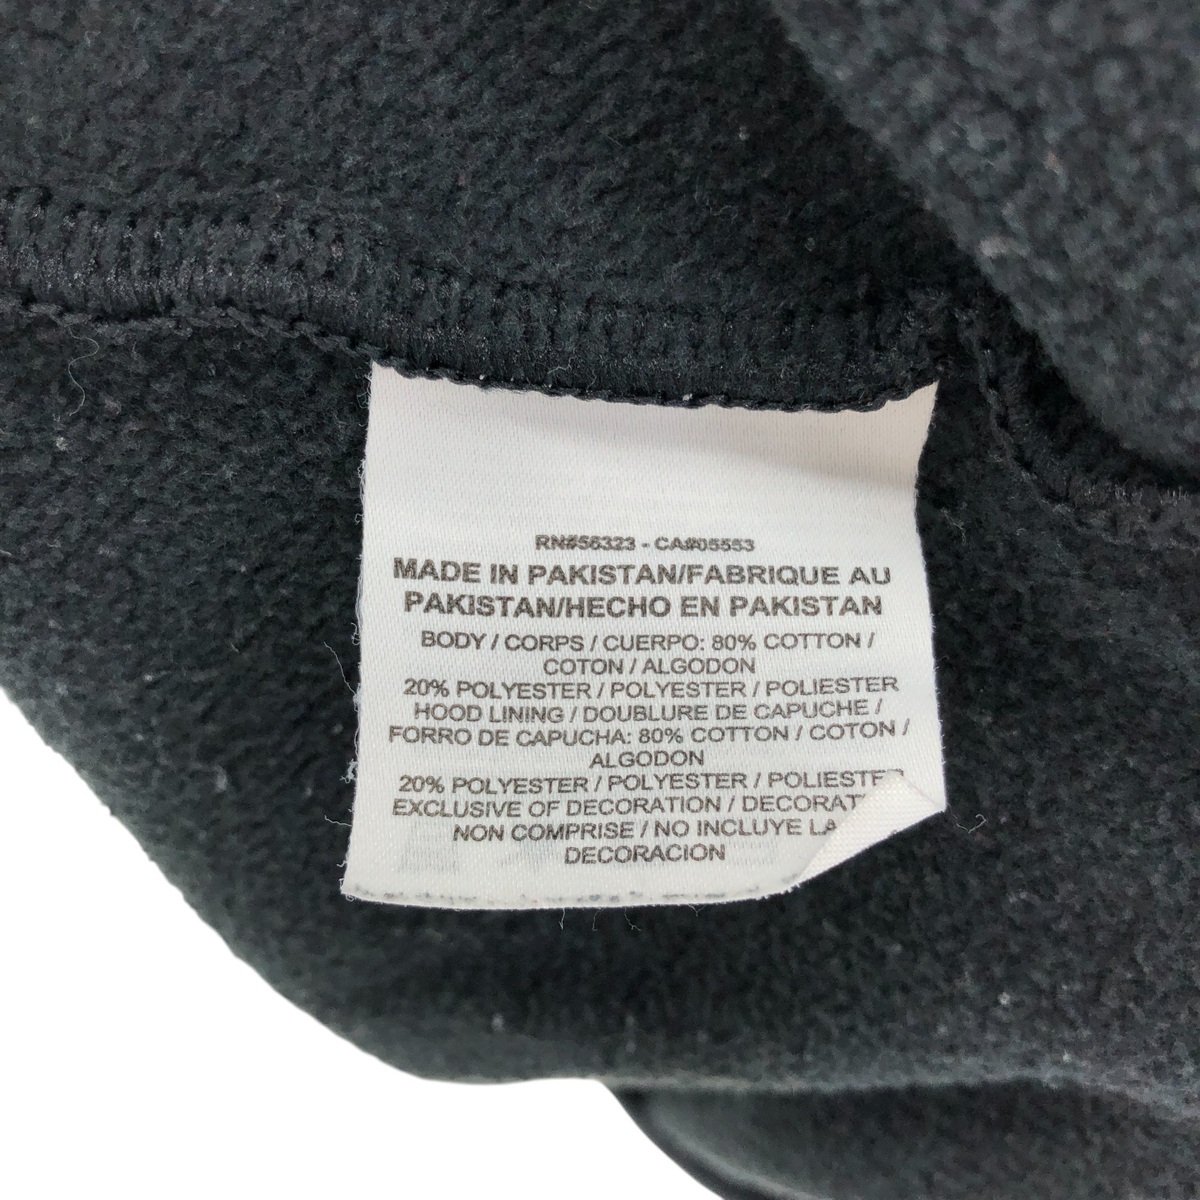 RN#56323 - CA#05553
MADE IN PAKISTAN/FABRIQUE AU
PAKISTAN/HECHO EN PAKISTAN
BODY / CORPS / CUERPO: 80% COTTON /
COTON / ALGODON
20% POLYESTER / POLYESTER / POLIESTER
HOOD LINING / DOUBLURE DE CAPUCHE /
FORRO DE CAPUCHA: 80% COTTON / COTON /
ALGODON
20% POLYESTER / POLYESTER / POLIESTER
EXCLUSIVE OF DECORATION / DECORAT
NON COMPRISE / NO INCLUYE LA
DECORACION